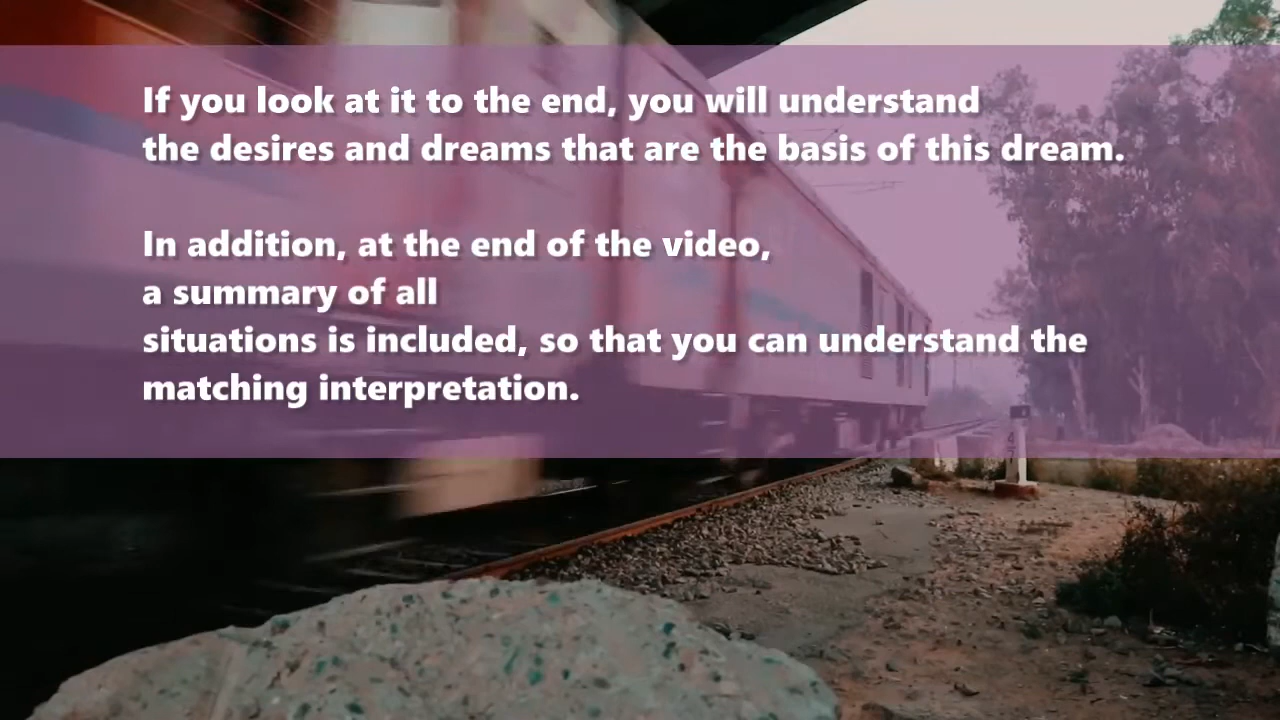 If you look at it to the end, you will understand
the desires and dreams that are the basis of this dream.
In addition, at the end of the video,
a summary of all
situations is included, so that you can understand the
matching interpretation.
4
7